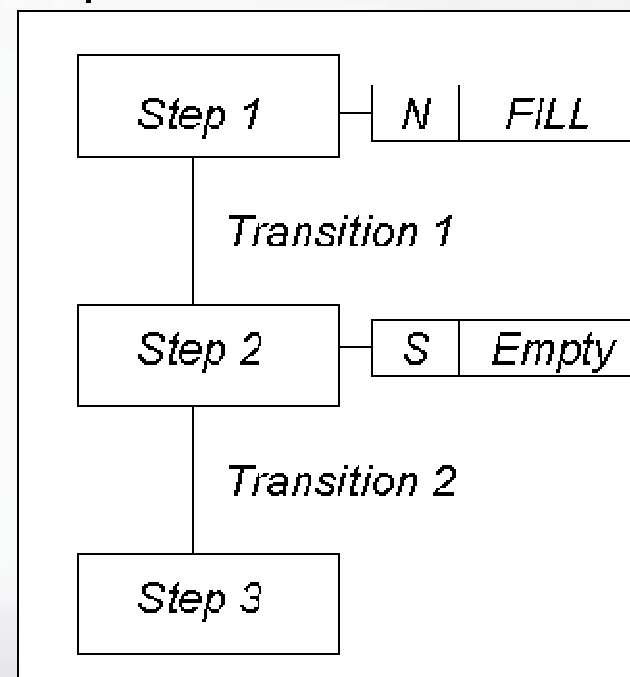 Step 1
N FILL
Transition 1
Step 2
S Empty
Transition 2
Step 3